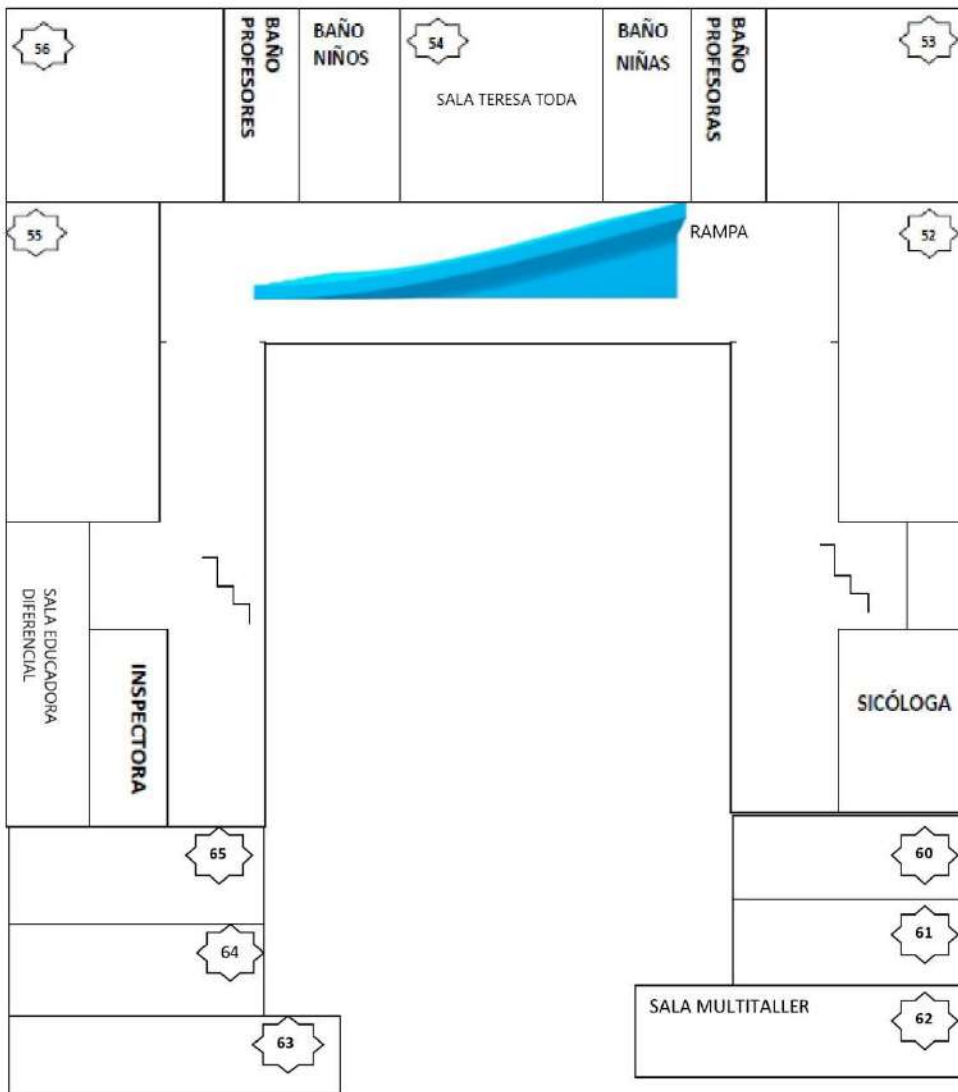 56
BAÑO
PROFESORES
BAÑO
NIÑOS
54
SALA TERESA TODA
BAÑO
NIÑAS
BAÑO
PROFESORAS
53
55
RAMPA
52
SALA EDUCADORA
DIFERENCIAL
INSPECTORA
SICÓLOGA
65
60
64
61
SALA MULTITALLER
62
63